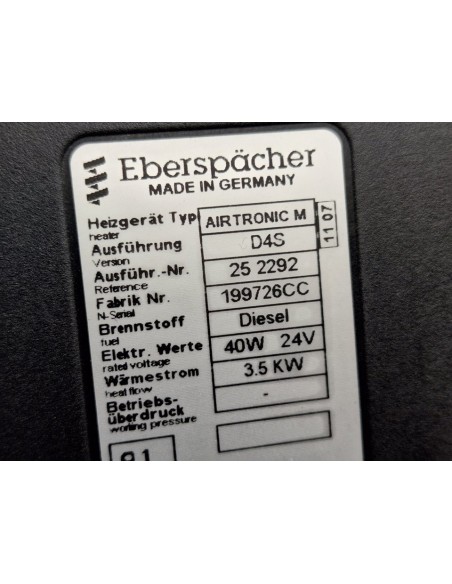 Eberspächer
MADE IN GERMANY
Heizgerät Typ AIRTRONIC M 11 07
heater
Ausführung D4S
Version
Ausführ.-Nr. 25 2292
Reference
Fabrik Nr. 199726CC
N-Serial
Brennstoff Diesel
fuel
Elektr. Werte 40W 24V
rated voltage
Wärmestrom 3.5 KW
heat flow
Betriebs- -
überdruck
working pressure